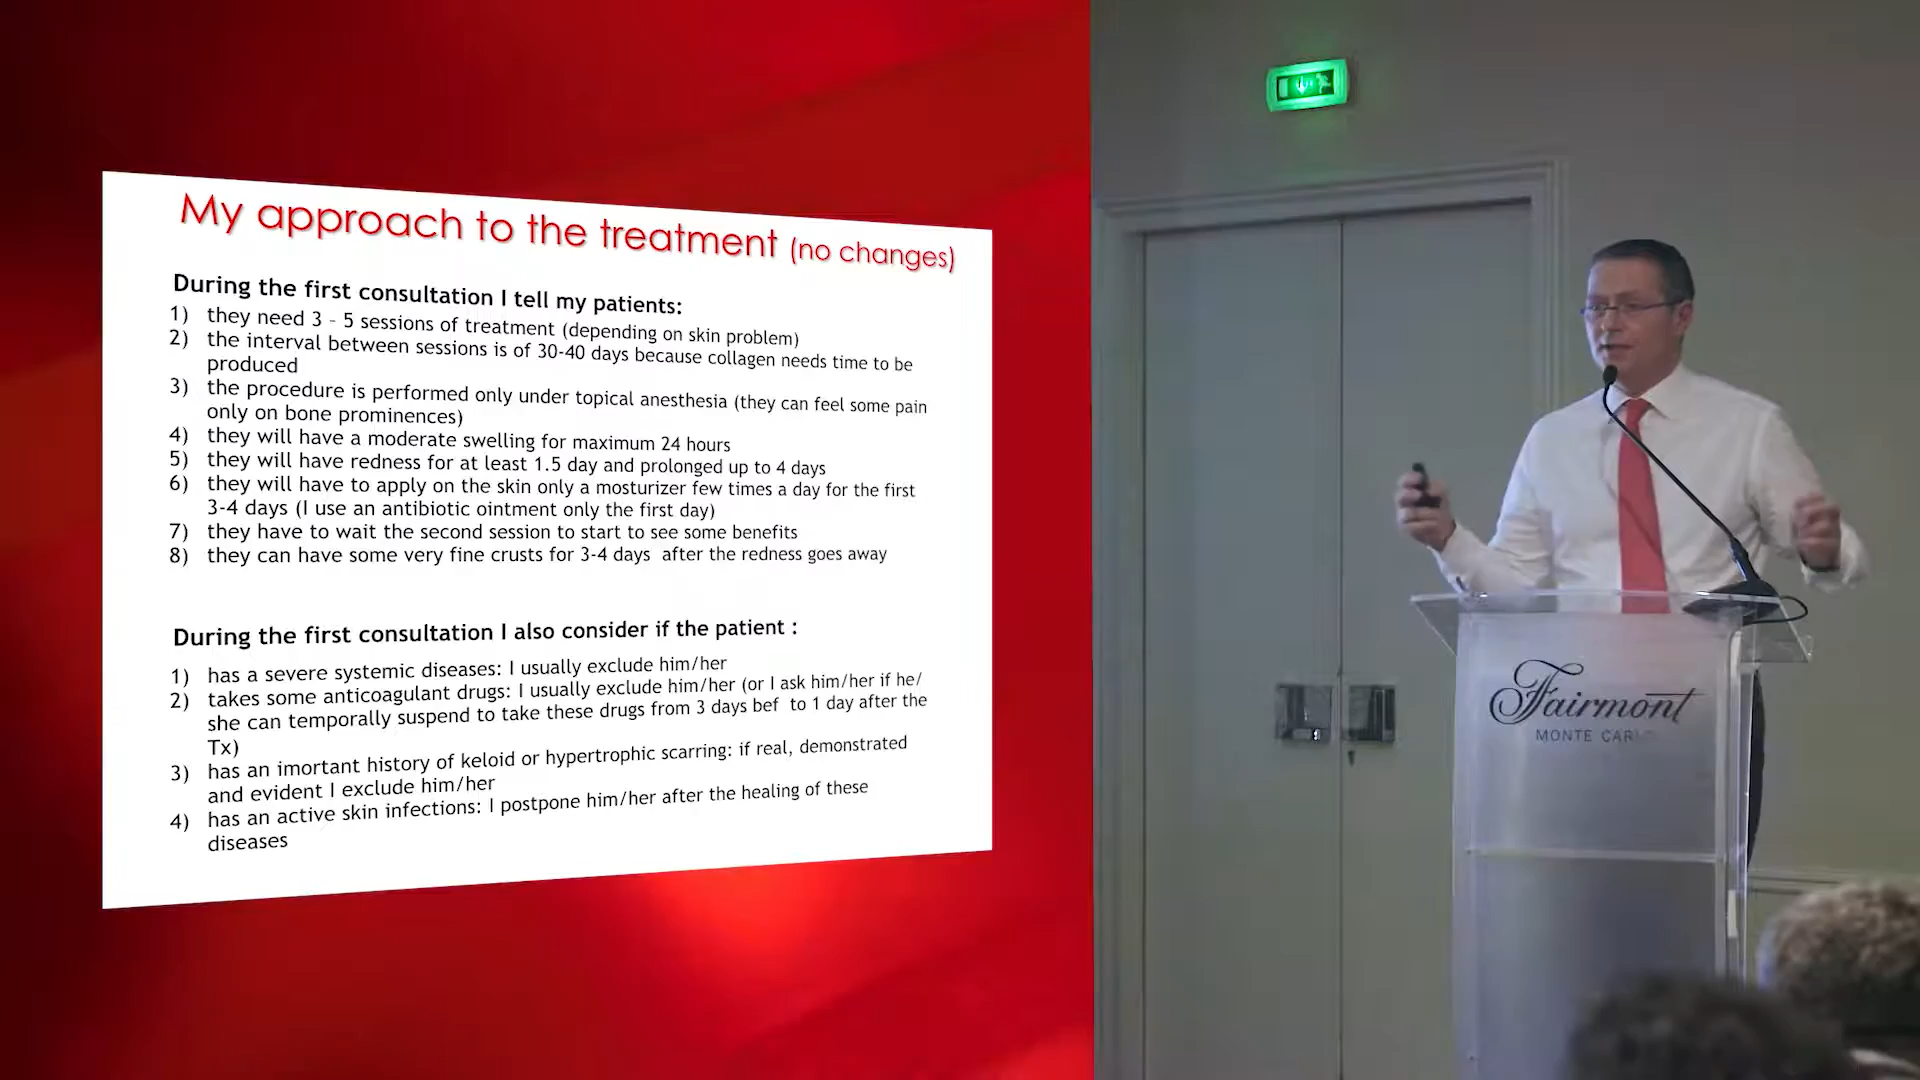 My approach to the treatment (no changes)
During the first consultation I tell my patients:
1) they need 3 - 5 sessions of treatment (depending on skin problem)
2) the interval between sessions is of 30-40 days because collagen needs time to be
produced
3) the procedure is performed only under topical anesthesia (they can feel some pain
only on bone prominences)
4) they will have a moderate swelling for maximum 24 hours
5) they will have redness for at least 1.5 day and prolonged up to 4 days
6) they will have to apply on the skin only a mosturizer few times a day for the first
3-4 days (I use an antibiotic ointment only the first day)
7) they have to wait the second session to start to see some benefits
8) they can have some very fine crusts for 3-4 days after the redness goes away
During the first consultation I also consider if the patient :
1) has a severe systemic diseases: I usually exclude him/her
2) takes some anticoagulant drugs: I usually exclude him/her (or I ask him/her if he/
she can temporally suspend to take these drugs from 3 days bef to 1 day after the
Tx)
3) has an imortant history of keloid or hypertrophic scarring: if real, demonstrated
and evident I exclude him/her
4) has an active skin infections: I postpone him/her after the healing of these
diseases
Fairmont
MONTE CARLO